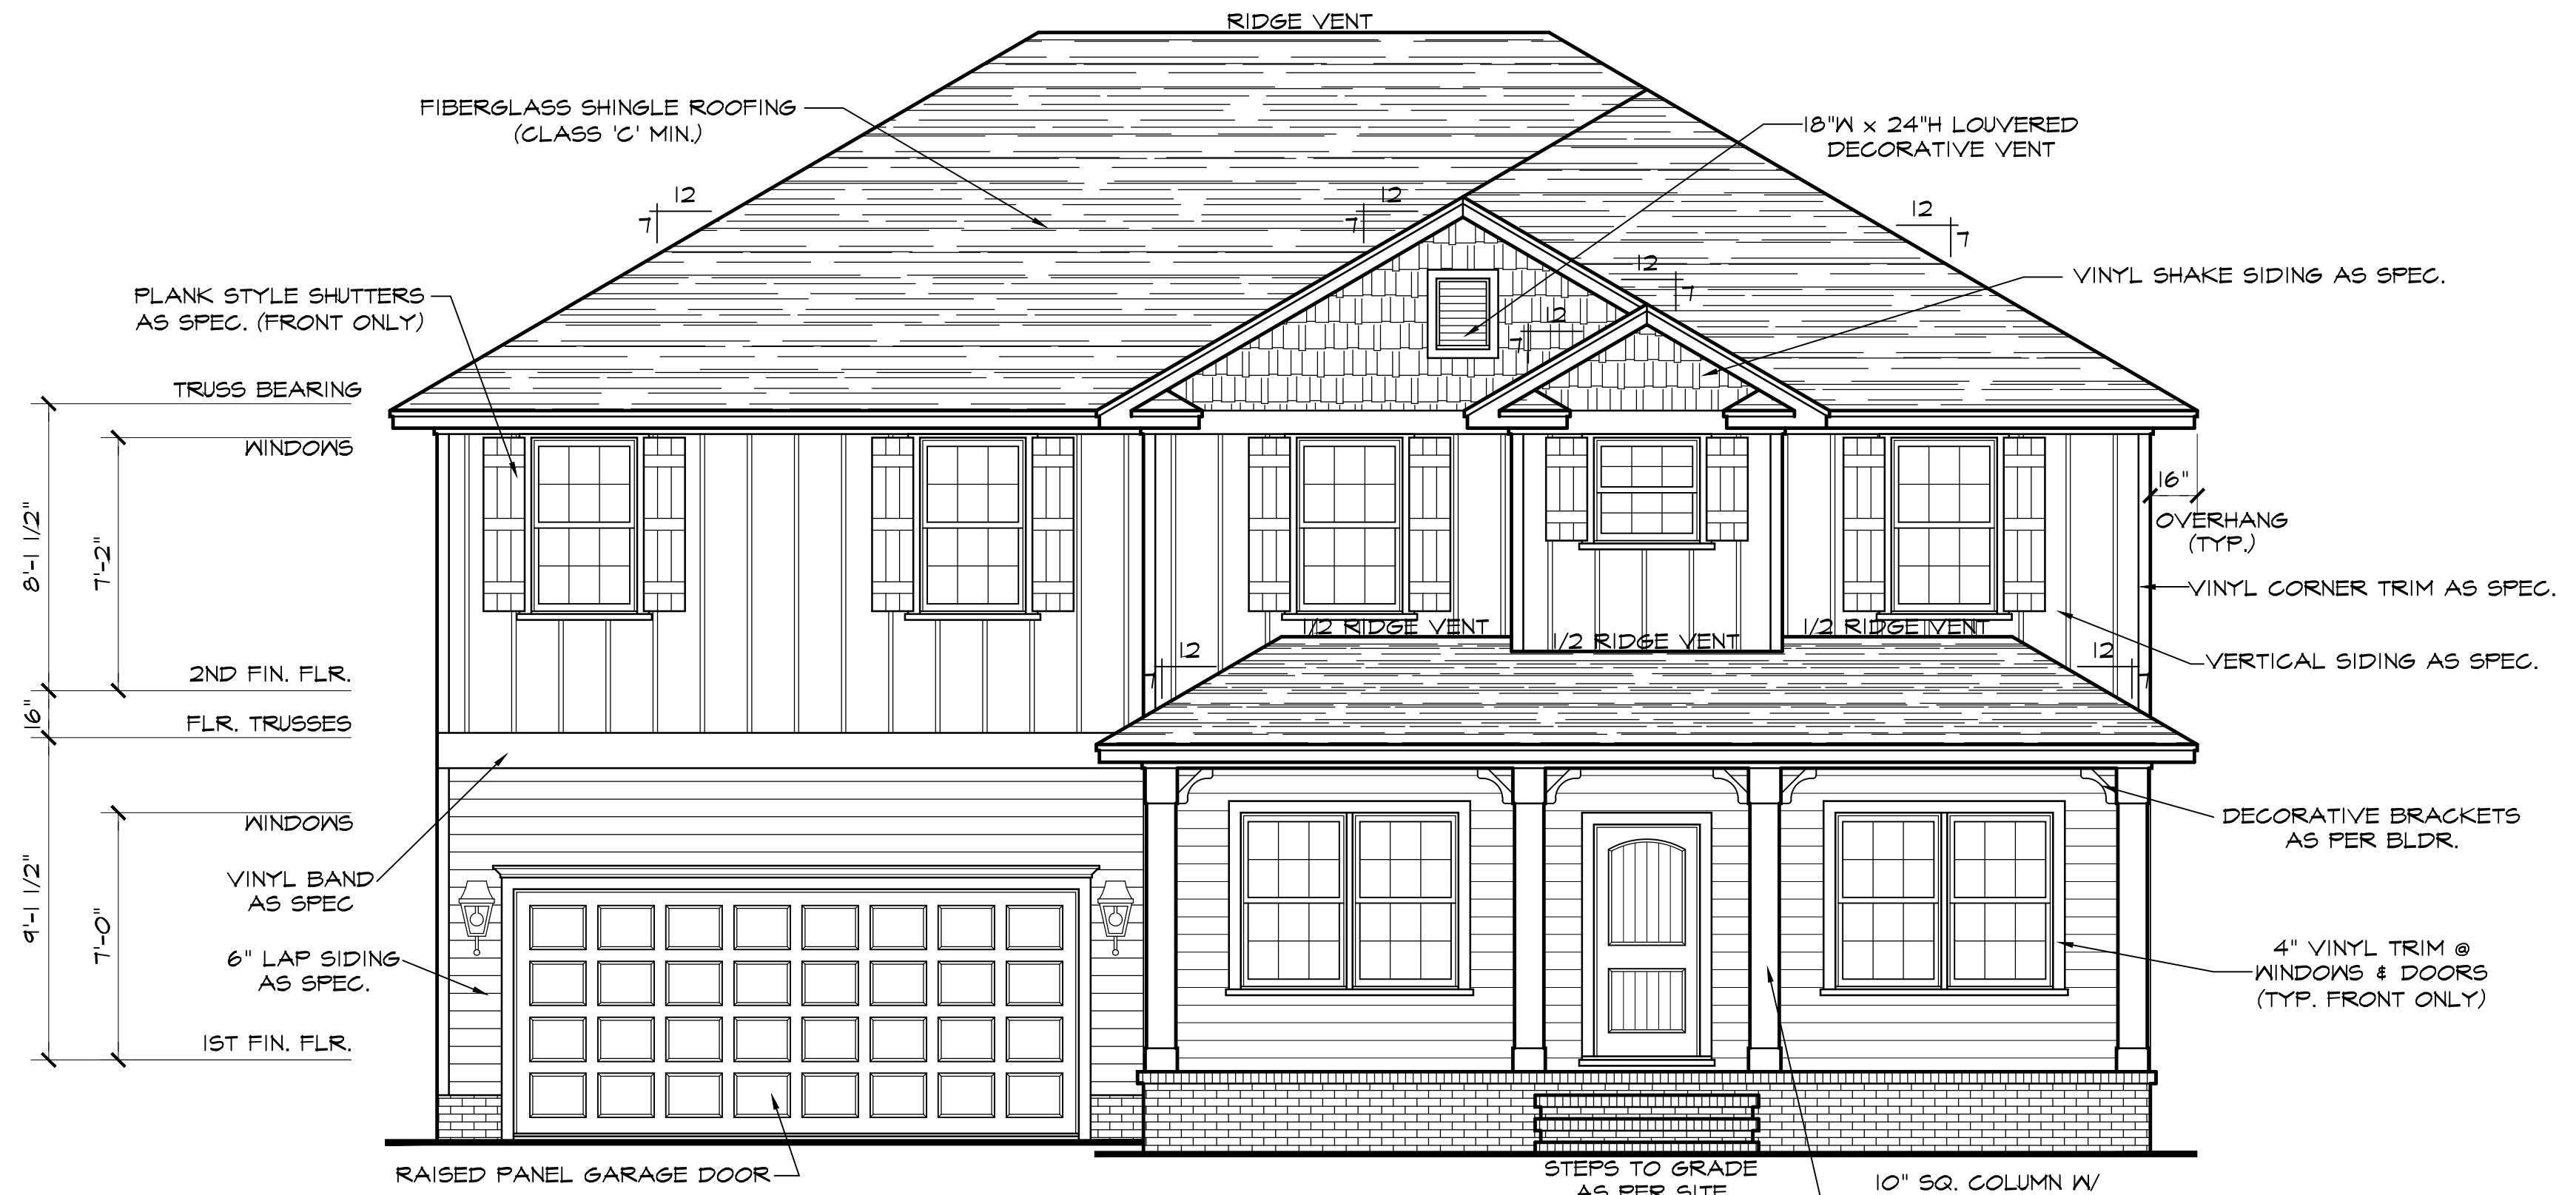 RIDGE VENT
FIBERGLASS SHINGLE ROOFING
(CLASS 'C' MIN.)
18"W x 24"H LOUVERED
DECORATIVE VENT
12
7
12
7
12
7
12
7
12
7
VINYL SHAKE SIDING AS SPEC.
PLANK STYLE SHUTTERS
AS SPEC. (FRONT ONLY)
TRUSS BEARING
WINDOWS
8'-1 1/2"
7'-2"
16"
OVERHANG
(TYP.)
VINYL CORNER TRIM AS SPEC.
1/2 RIDGE VENT
1/2 RIDGE VENT
1/2 RIDGE VENT
12
7
12
7
VERTICAL SIDING AS SPEC.
2ND FIN. FLR.
16"
FLR. TRUSSES
WINDOWS
9'-1 1/2"
7'-0"
VINYL BAND
AS SPEC
6" LAP SIDING
AS SPEC.
1ST FIN. FLR.
DECORATIVE BRACKETS
AS PER BLDR.
4" VINYL TRIM @
WINDOWS & DOORS
(TYP. FRONT ONLY)
RAISED PANEL GARAGE DOOR
STEPS TO GRADE
AS PER SITE
10" SQ. COLUMN W/